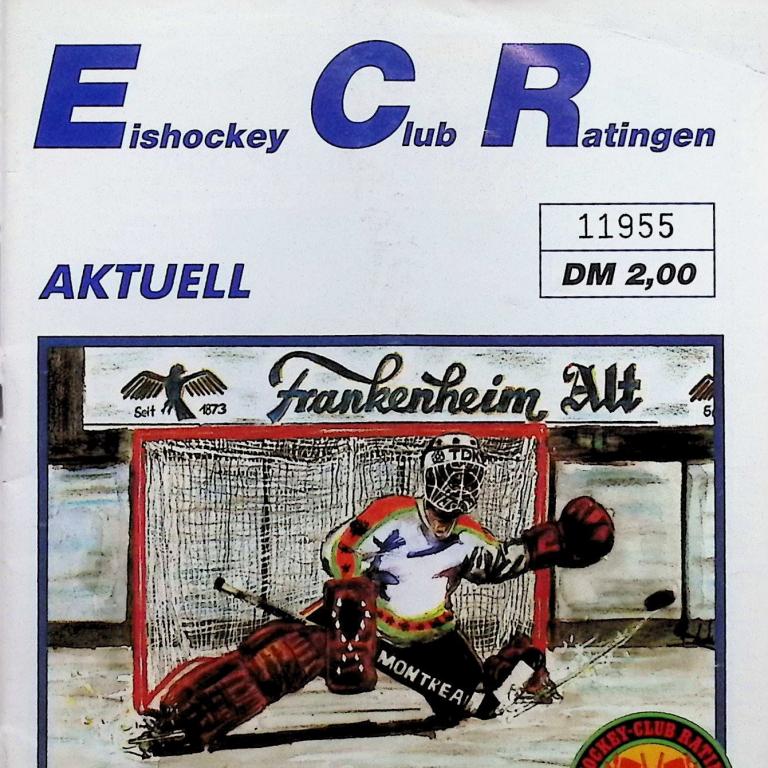 Eishockey Club Ratingen
11955
DM 2,00
AKTUELL
Seit 1873
Frankenheim Alt
TDK
MONTREAL